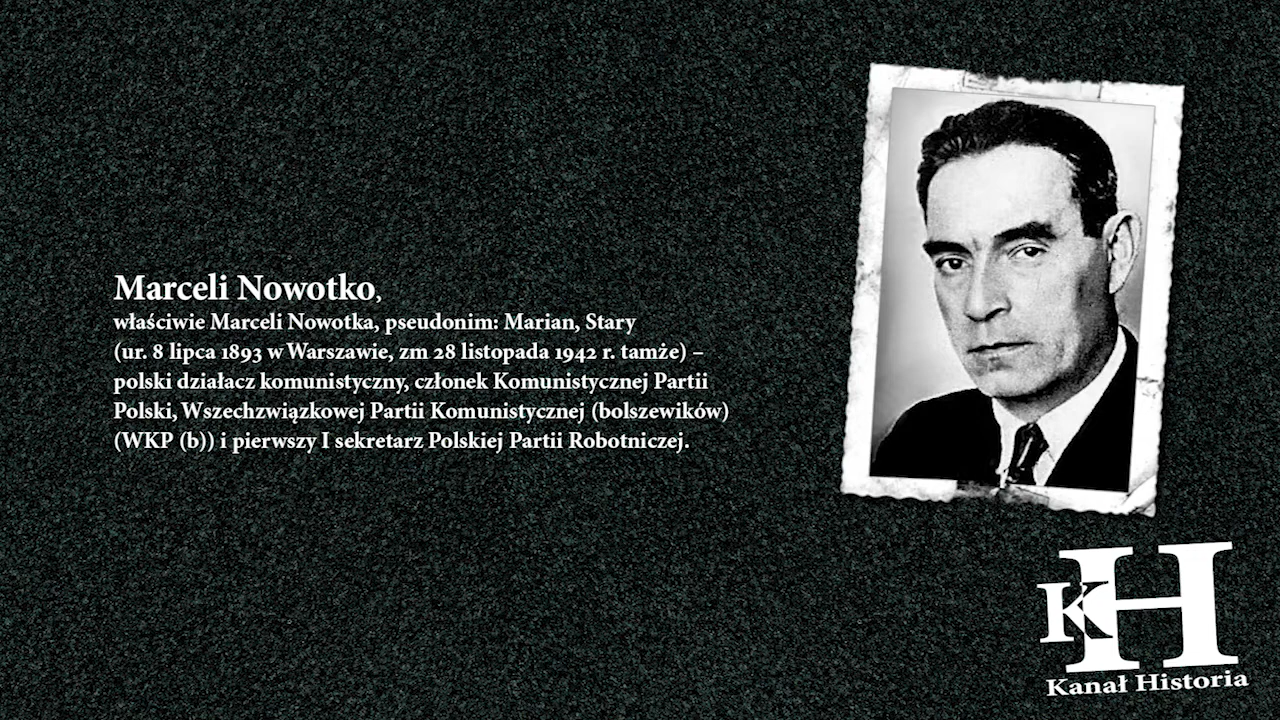 Marceli Nowotko,
właściwie Marceli Nowotka, pseudonim: Marian, Stary
(ur. 8 lipca 1893 w Warszawie, zm 28 listopada 1942 r. tamże) –
polski działacz komunistyczny, członek Komunistycznej Partii
Polski, Wszechzwiązkowej Partii Komunistycznej (bolszewików)
(WKP (b)) i pierwszy I sekretarz Polskiej Partii Robotniczej.
KH
Kanał Historia